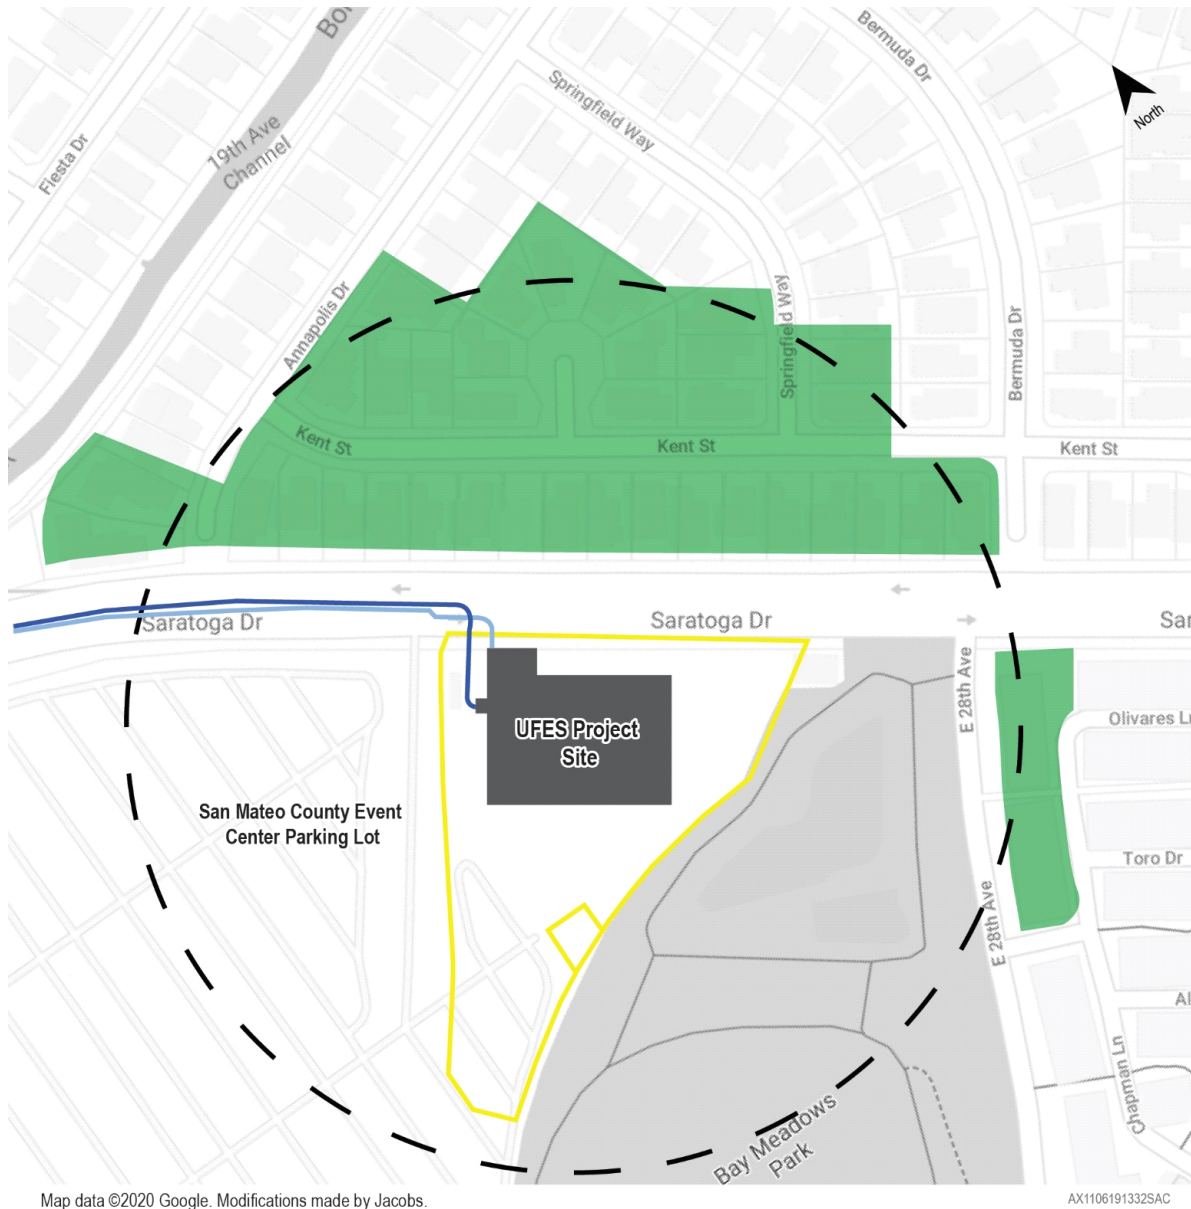 Bermuda Dr
North
Springfield Way
19th Ave
Channel
Fiesta Dr
Annapolis Dr
Springfield Way
Bermuda Dr
Kent St
Kent St
Kent St
Saratoga Dr
Saratoga Dr
Sar
E 28th Ave
UFES Project
Site
Olivares Ln
San Mateo County Event
Center Parking Lot
Toro Dr
E 28th Ave
Al
Chapman Ln
Bay Meadows
Park
Map data ©2020 Google. Modifications made by Jacobs.
AX1106191332SAC